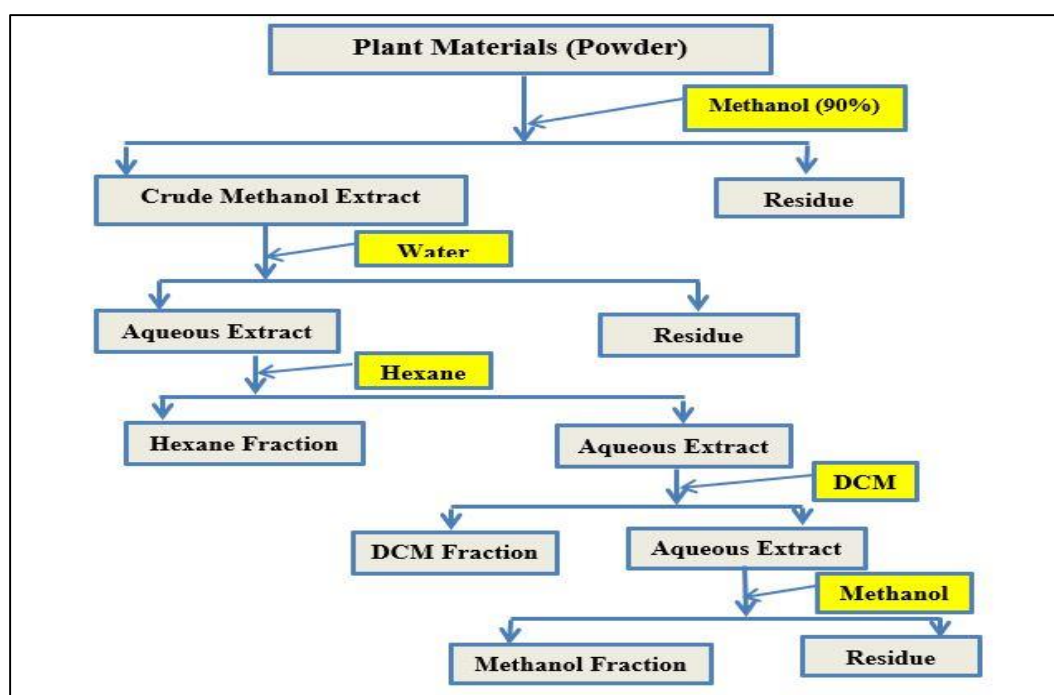 Plant Materials (Powder)
Methanol (90%)
Crude Methanol Extract
Residue
Water
Aqueous Extract
Residue
Hexane
Hexane Fraction
Aqueous Extract
DCM
DCM Fraction
Aqueous Extract
Methanol
Methanol Fraction
Residue